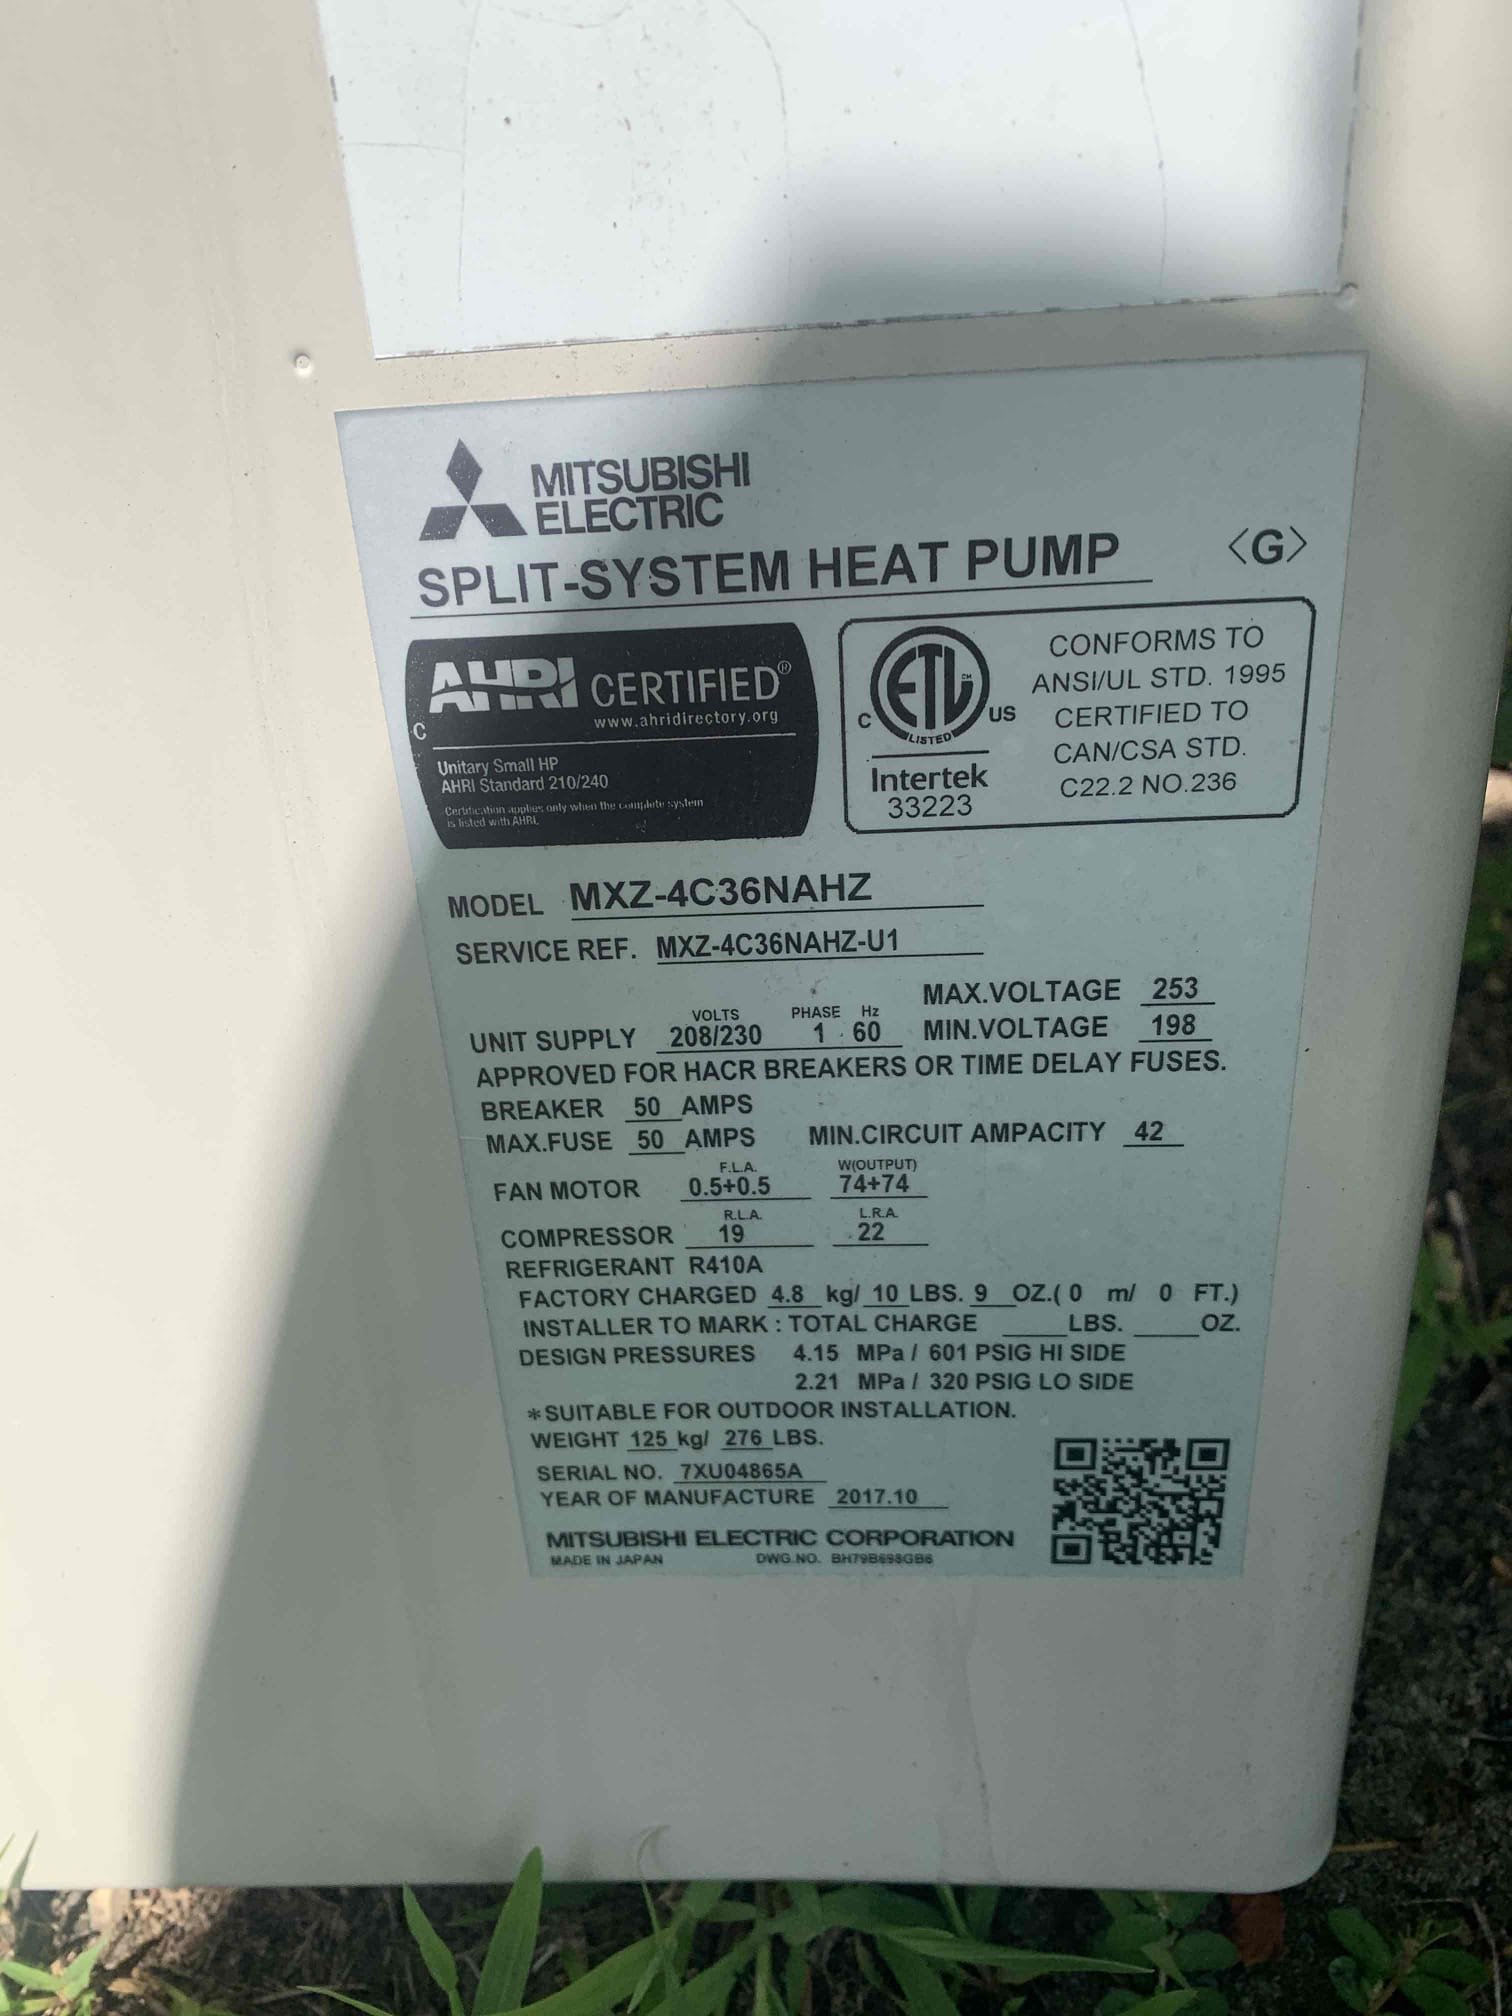 MITSUBISHI
ELECTRIC
SPLIT-SYSTEM HEAT PUMP <G>
AHRI CERTIFIED®
www.ahridirectory.org
C
Unitary Small HP
AHRI Standard 210/240
Certification applies only when the complete system
is listed with AHRI.
C ETL CM US
LISTED
Intertek
33223
CONFORMS TO
ANSI/UL STD. 1995
CERTIFIED TO
CAN/CSA STD.
C22.2 NO.236
MODEL MXZ-4C36NAHZ
SERVICE REF. MXZ-4C36NAHZ-U1
MAX.VOLTAGE 253
VOLTS PHASE Hz
UNIT SUPPLY 208/230 1 60 MIN.VOLTAGE 198
APPROVED FOR HACR BREAKERS OR TIME DELAY FUSES.
BREAKER 50 AMPS
MAX.FUSE 50 AMPS MIN.CIRCUIT AMPACITY 42
F.L.A. W(OUTPUT)
FAN MOTOR 0.5+0.5 74+74
R.L.A. L.R.A.
COMPRESSOR 19 22
REFRIGERANT R410A
FACTORY CHARGED 4.8 kg/ 10 LBS. 9 OZ.( 0 m/ 0 FT.)
INSTALLER TO MARK : TOTAL CHARGE ____LBS. ____OZ.
DESIGN PRESSURES 4.15 MPa / 601 PSIG HI SIDE
2.21 MPa / 320 PSIG LO SIDE
*SUITABLE FOR OUTDOOR INSTALLATION.
WEIGHT 125 kg/ 276 LBS.
SERIAL NO. 7XU04865A
YEAR OF MANUFACTURE 2017.10
MITSUBISHI ELECTRIC CORPORATION
MADE IN JAPAN DWG.NO. BH79B698GB6